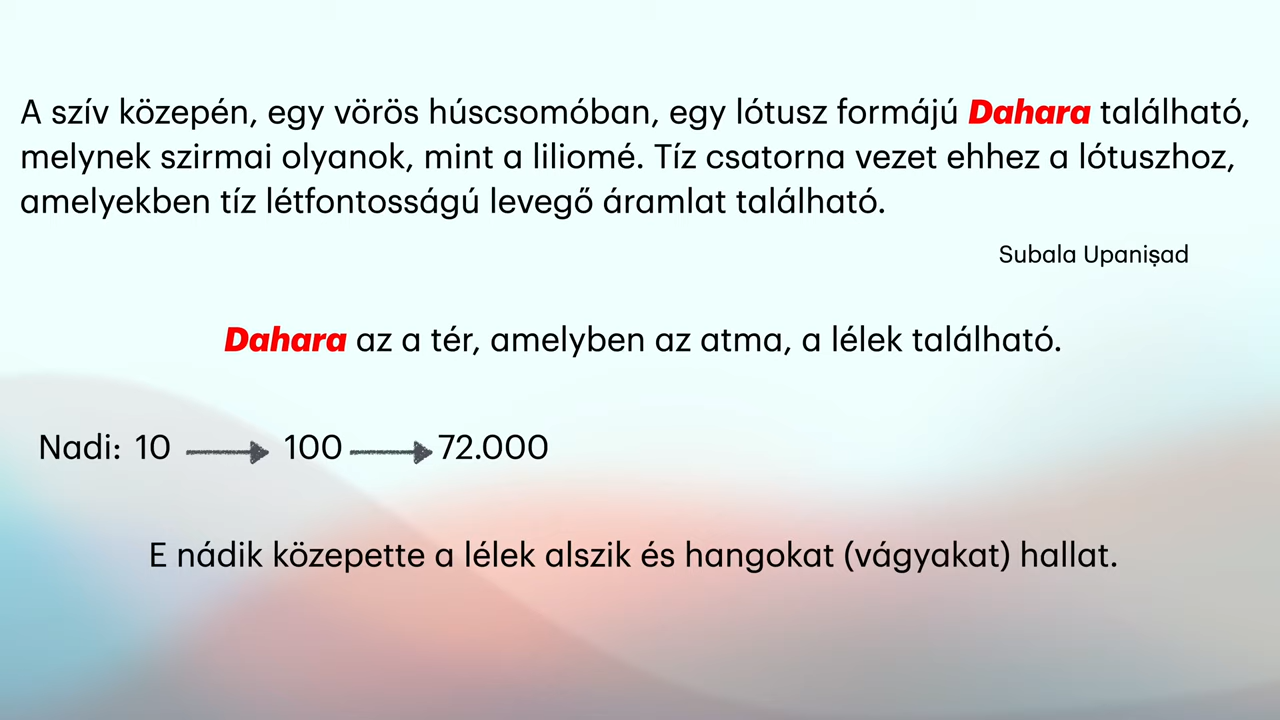 A szív közepén, egy vörös húscsomóban, egy lótusz formájú Dahara található,
melynek szirmai olyanok, mint a liliomé. Tíz csatorna vezet ehhez a lótuszhoz,
amelyekben tíz létfontosságú levegő áramlat található.
Subala Upaniṣad
Dahara az a tér, amelyben az atma, a lélek található.
Nadi: 10 → 100 → 72.000
E nádik közepette a lélek alszik és hangokat (vágyakat) hallat.